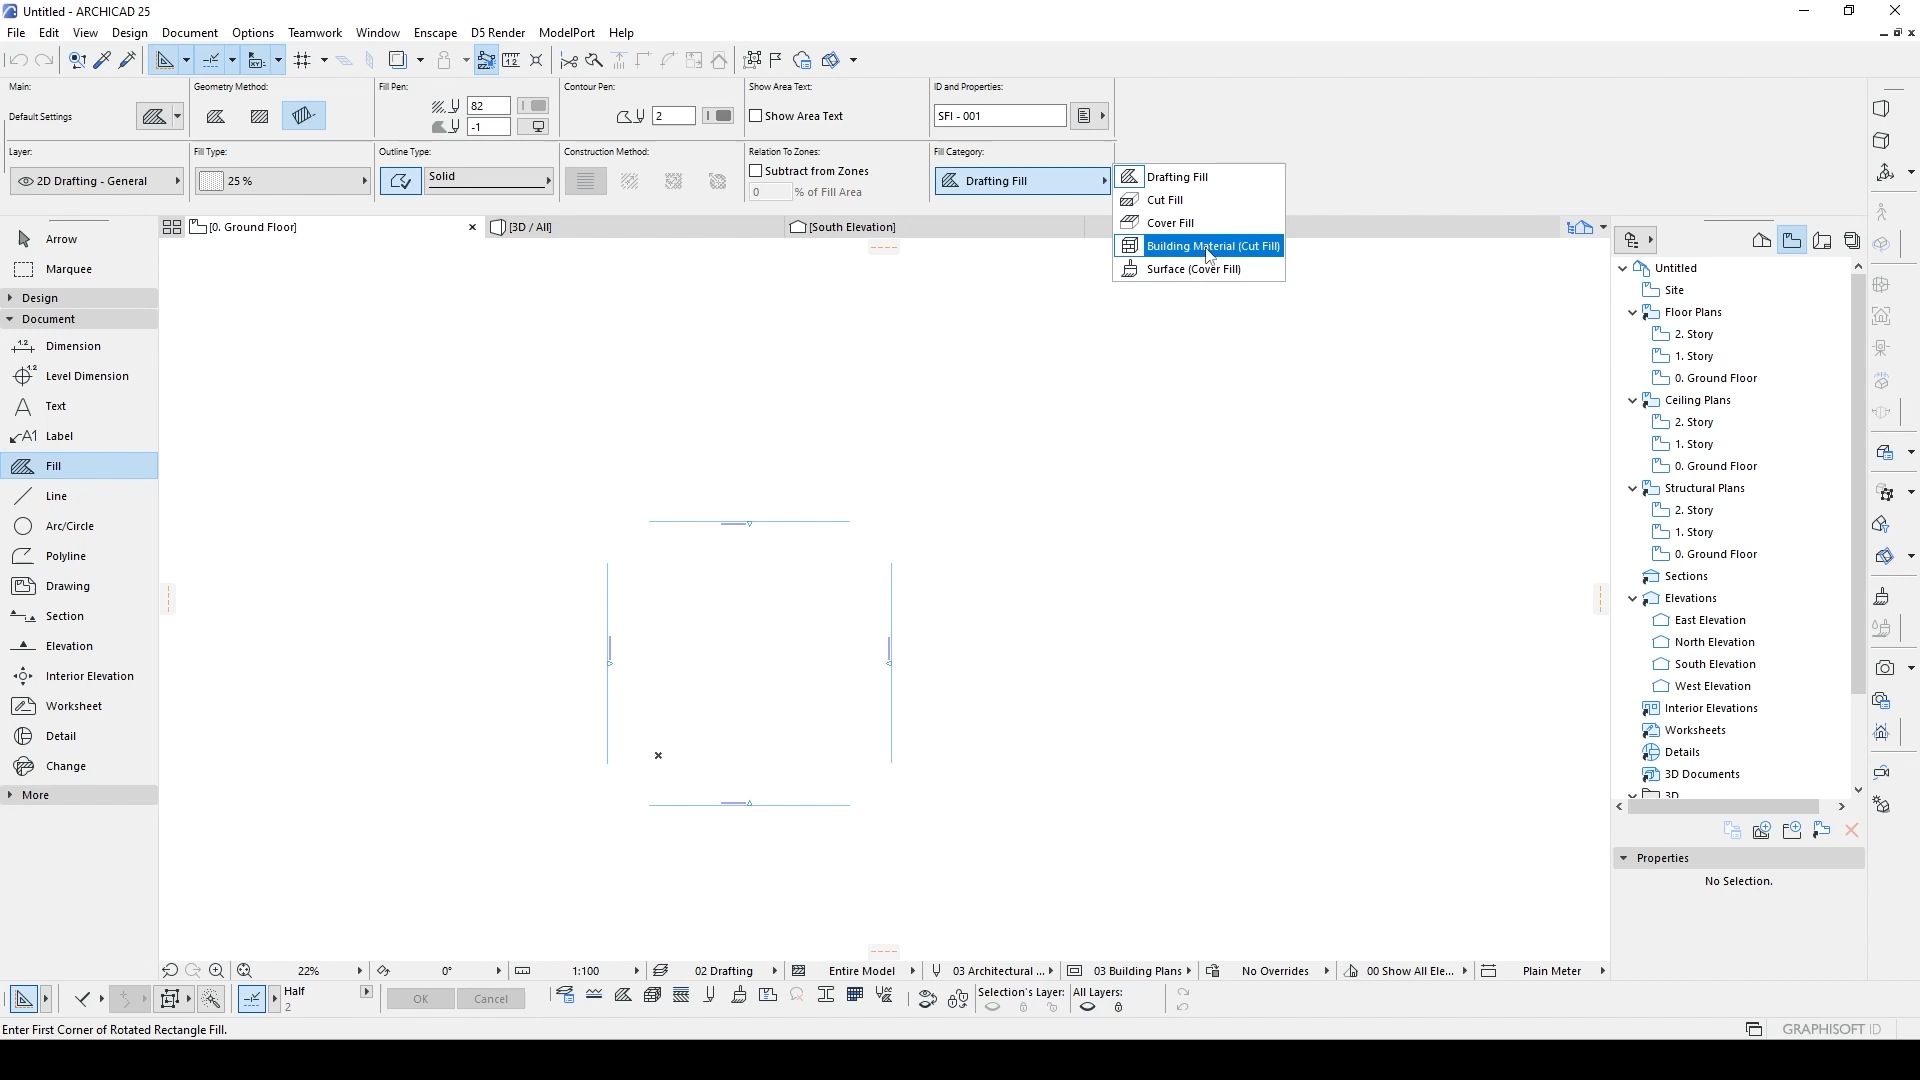 Untitled - ARCHICAD 25
File Edit View Design Document Options Teamwork Window Enscape D5 Render ModelPort Help
Main: Geometry Method: Fill Pen: Contour Pen: Show Area Text: ID and Properties:
Default Settings 82 -1 2 Show Area Text SFI - 001
Layer: Fill Type: Outline Type: Construction Method: Relation To Zones: Fill Category:
2D Drafting - General 25 % Solid Subtract from Zones Drafting Fill
0 % of Fill Area
Drafting Fill
Cut Fill
Cover Fill
Building Material (Cut Fill)
Surface (Cover Fill)
[0. Ground Floor] [3D / All] [South Elevation]
Arrow
Marquee
Design
Document
1.2 Dimension
1.2 Level Dimension
Text
A1 Label
Fill
Line
Arc/Circle
Polyline
Drawing
Section
Elevation
Interior Elevation
Worksheet
Detail
Change
More
Untitled
Site
Floor Plans
2. Story
1. Story
0. Ground Floor
Ceiling Plans
2. Story
1. Story
0. Ground Floor
Structural Plans
2. Story
1. Story
0. Ground Floor
Sections
Elevations
East Elevation
North Elevation
South Elevation
West Elevation
Interior Elevations
Worksheets
Details
3D Documents
3D
Properties
No Selection.
22% 0° 1:100 02 Drafting Entire Model 03 Architectural ... 03 Building Plans No Overrides 00 Show All Ele... Plain Meter
Half
2
OK Cancel
Selection's Layer: All Layers:
Enter First Corner of Rotated Rectangle Fill.
GRAPHISOFT ID